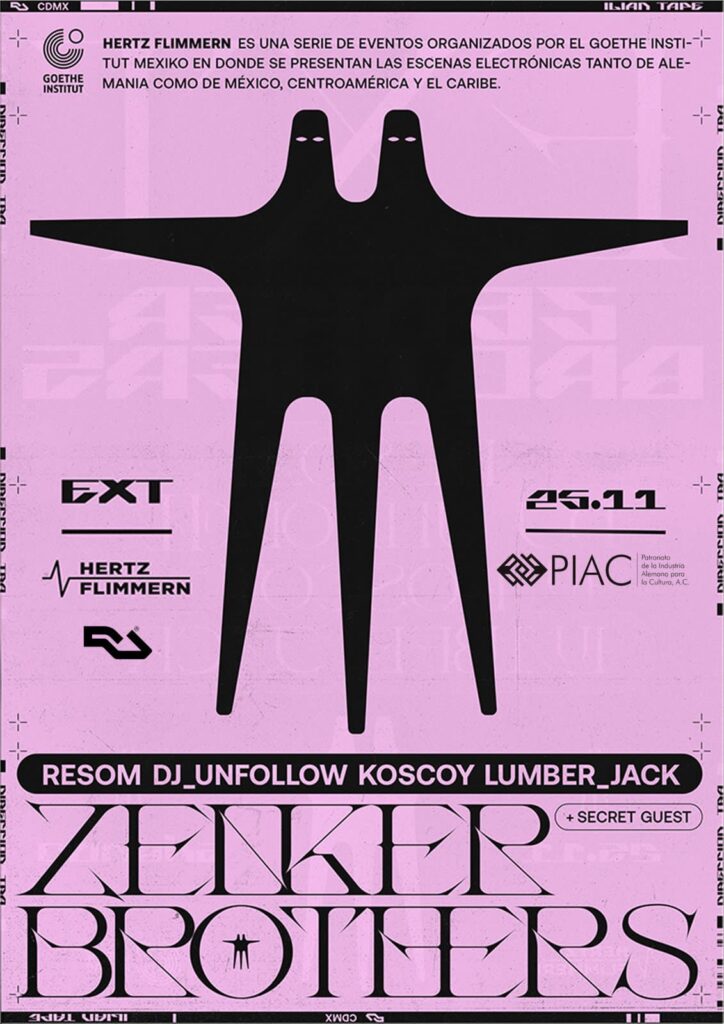 CDMX
ILIAN TAPE
GOETHE
INSTITUT
HERTZ FLIMMERN ES UNA SERIE DE EVENTOS ORGANIZADOS POR EL GOETHE INSTI-
TUT MEXIKO EN DONDE SE PRESENTAN LAS ESCENAS ELECTRÓNICAS TANTO DE ALE-
MANIA COMO DE MÉXICO, CENTROAMÉRICA Y EL CARIBE.
EXT
25.11
HERTZ
FLIMMERN
PIAC
Patronato
de la Industria
Alemana para
la Cultura, A.C.
RESOM DJ_UNFOLLOW KOSCOY LUMBER_JACK
ZENKER
+ SECRET GUEST
BROTHERS
ILIAN TAPE
CDMX